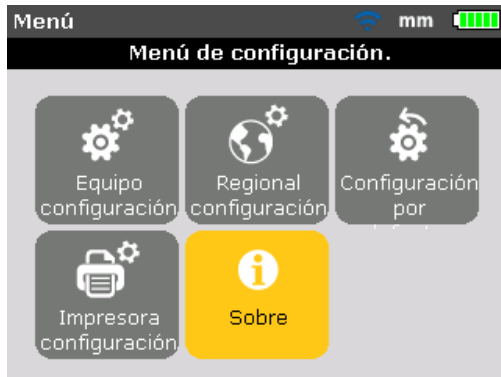 Menú mm
Menú de configuración.
Equipo
configuración
Regional
configuración
Configuración
por
Impresora
configuración
Sobre